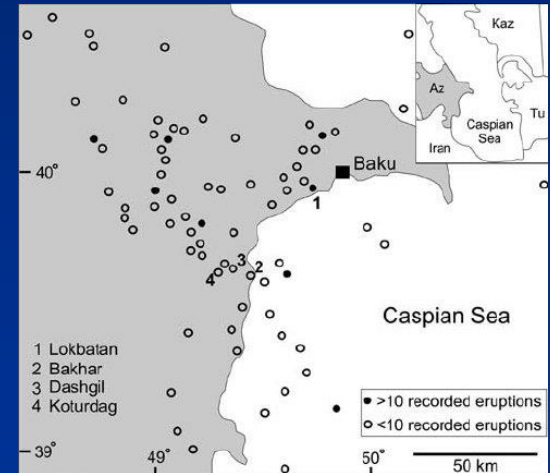 Kaz
Az
Tu
Caspian
Sea
Iran
40°
Baku
1
3
2
4
Caspian Sea
1 Lokbatan
2 Bakhar
3 Dashgil
4 Koturdag
>10 recorded eruptions
<10 recorded eruptions
39°
49°
50°
50 km